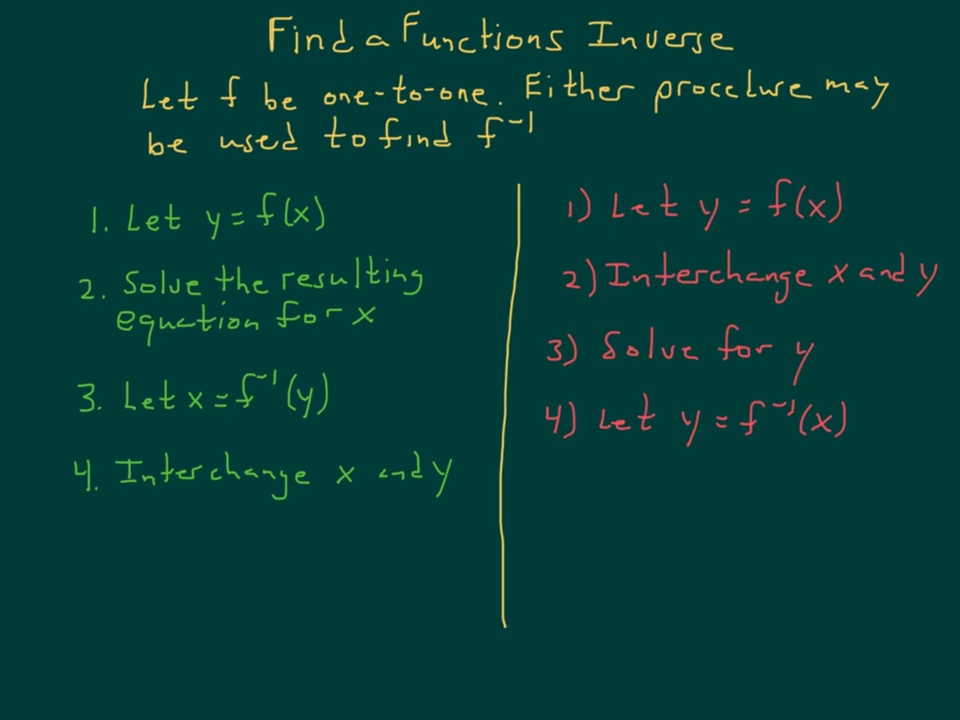 Find a Functions Inverse
Let f be one-to-one. Either procedure may
be used to find f⁻¹
1. Let y = f(x)
2. Solve the resulting
equation for x
3. Let x = f⁻¹(y)
4. Interchange x and y
1) Let y = f(x)
2) Interchange x and y
3) Solve for y
4) Let y = f⁻¹(x)